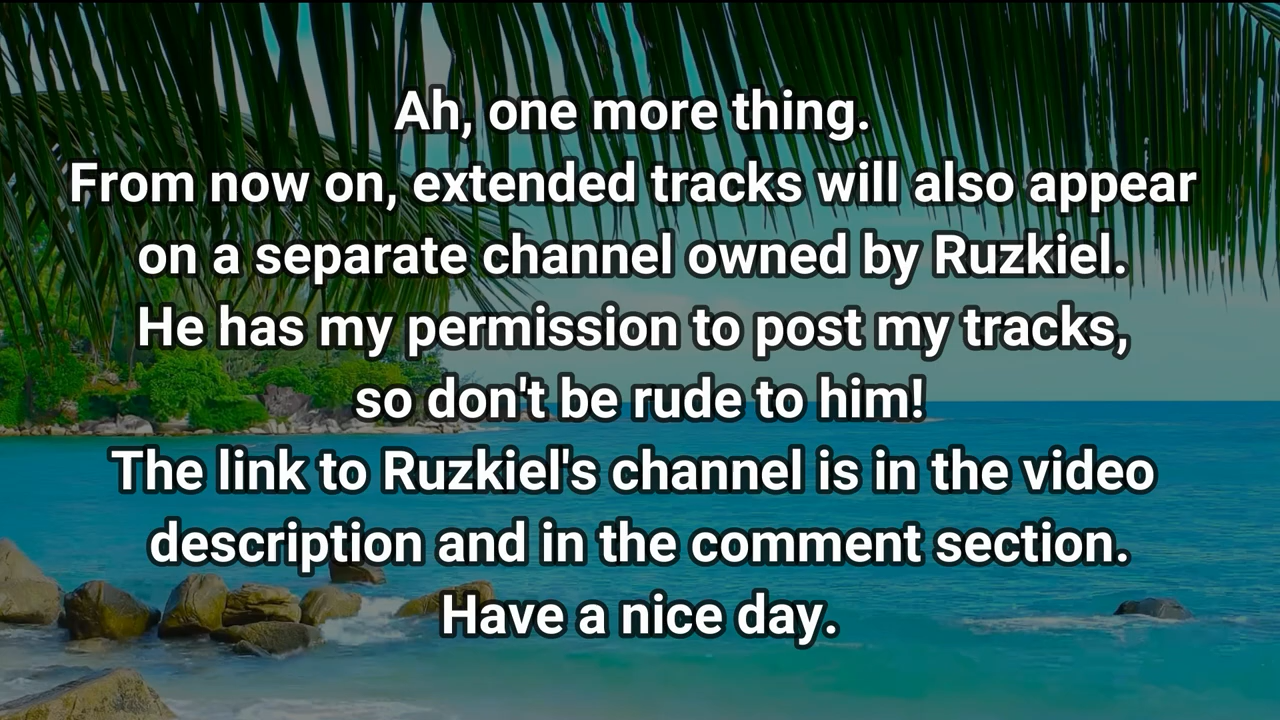 Ah, one more thing.
From now on, extended tracks will also appear
on a separate channel owned by Ruzkiel.
He has my permission to post my tracks,
so don't be rude to him!
The link to Ruzkiel's channel is in the video
description and in the comment section.
Have a nice day.